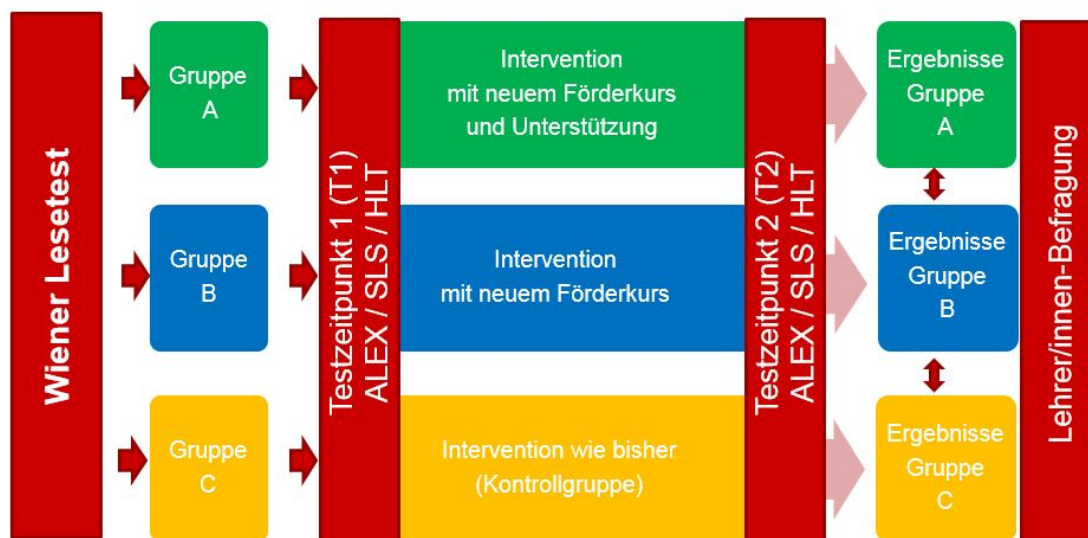 Wiener Lesetest
Gruppe
A
Gruppe
B
Gruppe
C
Testzeitpunkt 1 (T1)
ALEX / SLS / HLT
Intervention
mit neuem Förderkurs
und Unterstützung
Intervention
mit neuem Förderkurs
Intervention wie bisher
(Kontrollgruppe)
Testzeitpunkt 2 (T2)
ALEX / SLS / HLT
Ergebnisse
Gruppe
A
Ergebnisse
Gruppe
B
Ergebnisse
Gruppe
C
Lehrer/innen-Befragung